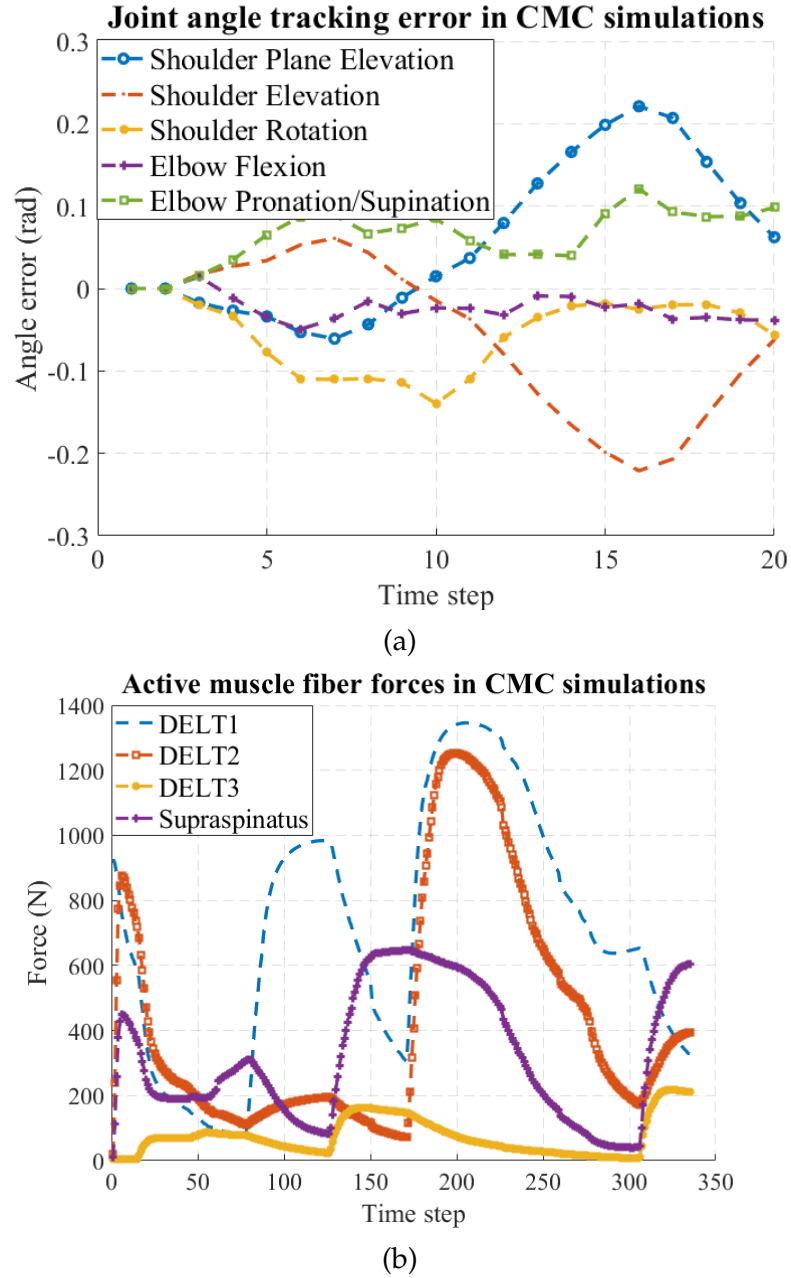 Joint angle tracking error in CMC simulations
0.3
0.2
0.1
0
-0.1
-0.2
-0.3
Angle error (rad)
Shoulder Plane Elevation
Shoulder Elevation
Shoulder Rotation
Elbow Flexion
Elbow Pronation/Supination
0 5 10 15 20
Time step
(a)
Active muscle fiber forces in CMC simulations
1400
1200
1000
800
600
400
200
0
Force (N)
DELT1
DELT2
DELT3
Supraspinatus
0 50 100 150 200 250 300 350
Time step
(b)